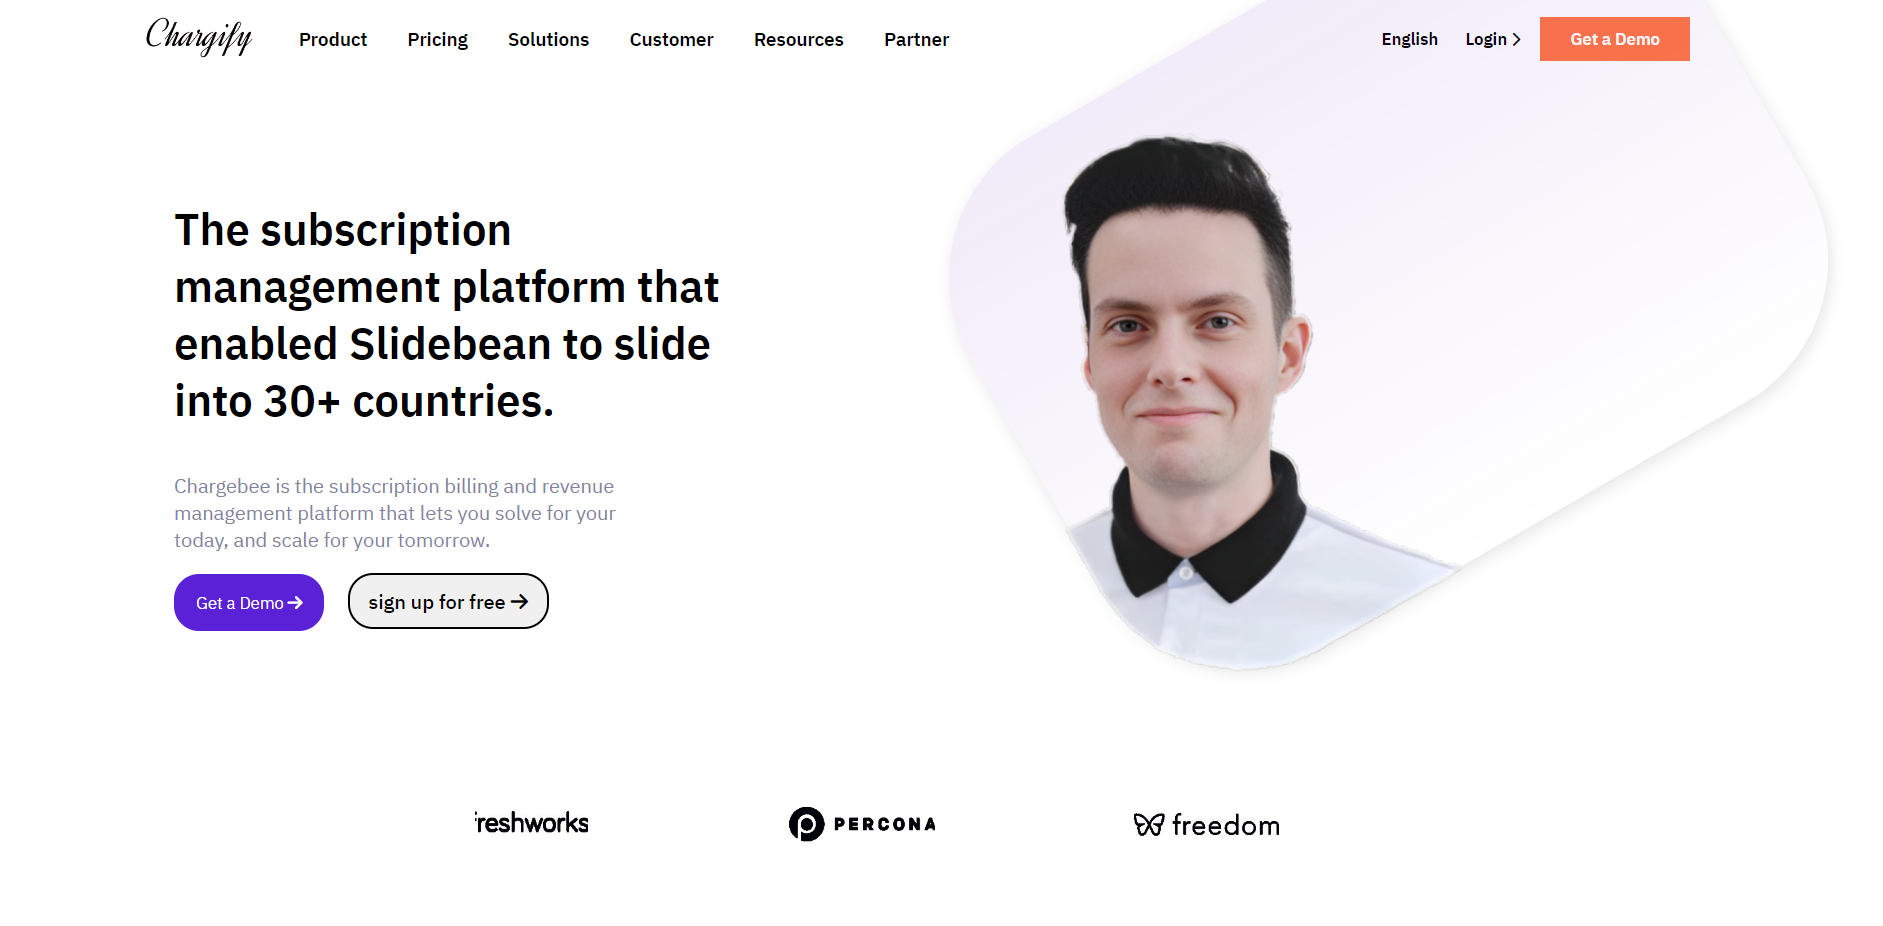 Chargify Product Pricing Solutions Customer Resources Partner English Login Get a Demo
The subscription
management platform that
enabled Slidebean to slide
into 30+ countries.
Chargebee is the subscription billing and revenue
management platform that lets you solve for your
today, and scale for your tomorrow.
Get a Demo sign up for free
freshworks PERCONA freedom